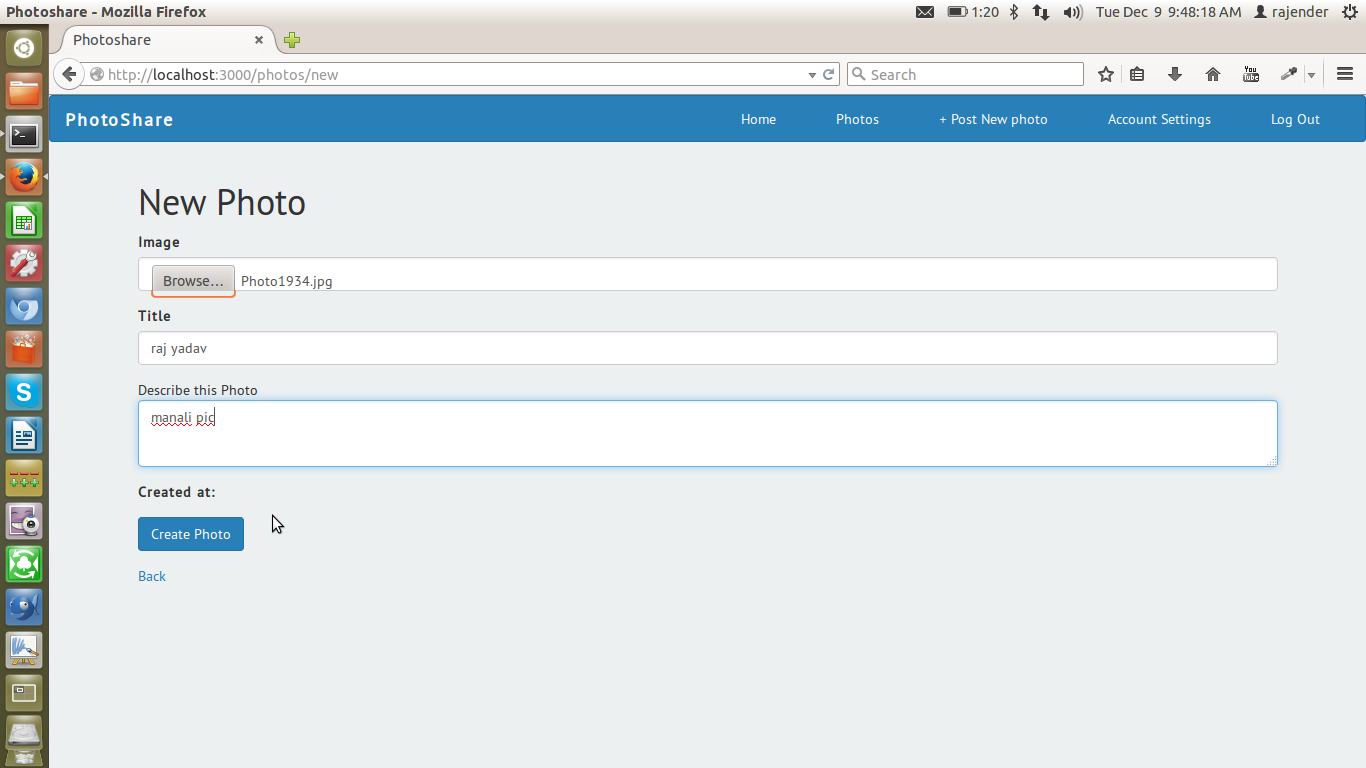 Photoshare - Mozilla Firefox
1:20
Tue Dec 9 9:48:18 AM
rajender
Photoshare
http://localhost:3000/photos/new
Search
You Tube
PhotoShare
Home
Photos
+ Post New photo
Account Settings
Log Out
New Photo
Image
Browse...
Photo1934.jpg
Title
raj yadav
Describe this Photo
manali pic
Created at:
Create Photo
Back